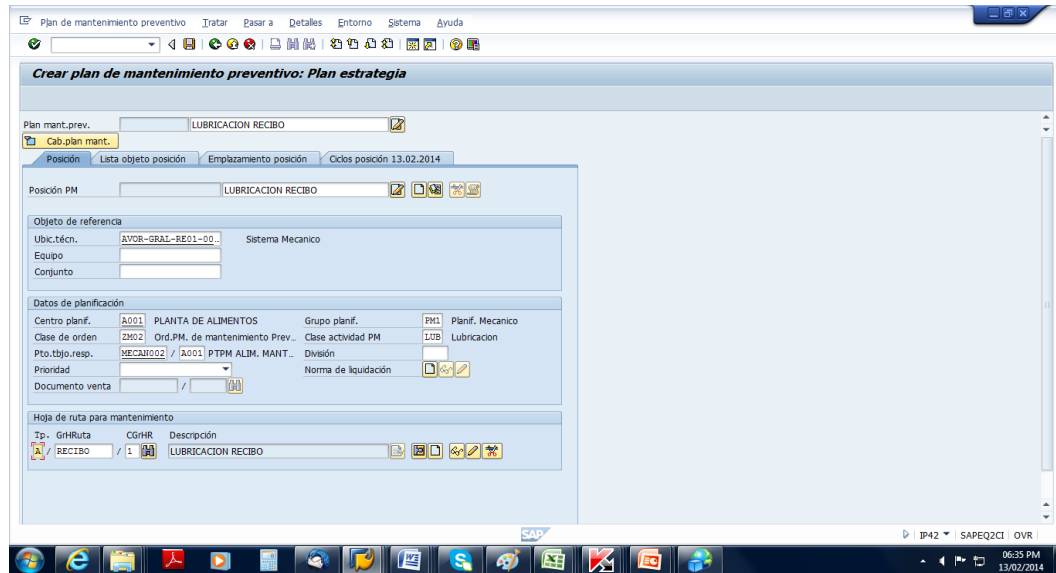 Plan de mantenimiento preventivo Tratar Pasar a Detalles Entorno Sistema Ayuda
Crear plan de mantenimiento preventivo: Plan estrategia
Plan mant.prev. LUBRICACION RECIBO
Cab.plan mant.
Posición Lista objeto posición Emplazamiento posición Ciclos posición 13.02.2014
Posición PM LUBRICACION RECIBO
Objeto de referencia
Ubic.técn. AVOR-GRAL-RE01-00.. Sistema Mecanico
Equipo
Conjunto
Datos de planificación
Centro planif. A001 PLANTA DE ALIMENTOS Grupo planif. PM1 Planif. Mecanico
Clase de orden ZM02 Ord.PM. de mantenimiento Prev.. Clase actividad PM LUB Lubricacion
Pto.tbjo.resp. MECAN002 / A001 PTPM ALIM. MANT.. División
Prioridad Norma de liquidación
Documento venta /
Hoja de ruta para mantenimiento
Tp. GrHRuta CGrHR Descripción
A / RECIBO / 1 LUBRICACION RECIBO
SAP
IP42 SAPEQ2CI OVR
06:35 PM
13/02/2014